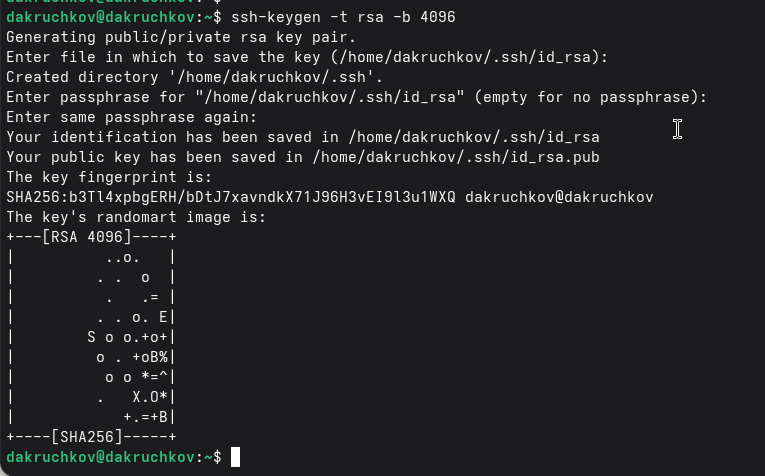 dakruchkov@dakruchkov:~$ ssh-keygen -t rsa -b 4096
Generating public/private rsa key pair.
Enter file in which to save the key (/home/dakruchkov/.ssh/id_rsa):
Created directory '/home/dakruchkov/.ssh'.
Enter passphrase for "/home/dakruchkov/.ssh/id_rsa" (empty for no passphrase):
Enter same passphrase again:
Your identification has been saved in /home/dakruchkov/.ssh/id_rsa
Your public key has been saved in /home/dakruchkov/.ssh/id_rsa.pub
The key fingerprint is:
SHA256:b3Tl4xpbgERH/bDtJ7xavndkX71J96H3vEI9l3u1WXQ dakruchkov@dakruchkov
The key's randomart image is:
+---[RSA 4096]----+
|          ..o.   |
|         . .  o  |
|          .   .= |
|         . . o. E|
|        S o o.+o+|
|         o . +oB%|
|          o o *=^|
|         .   X.O*|
|            +.=+B|
+----[SHA256]-----+
dakruchkov@dakruchkov:~$